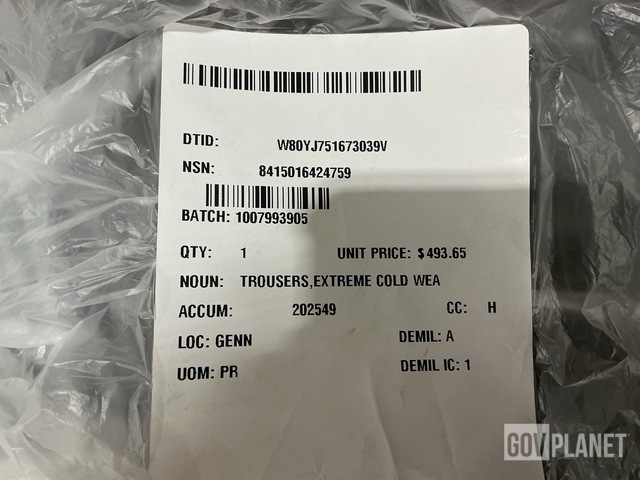 DTID: W80YJ751673039V
NSN: 8415016424759
BATCH: 1007993905
QTY: 1 UNIT PRICE: $493.65
NOUN: TROUSERS,EXTREME COLD WEA
ACCUM: 202549 CC: H
LOC: GENN DEMIL: A
UOM: PR DEMIL IC: 1
GOVPLANET